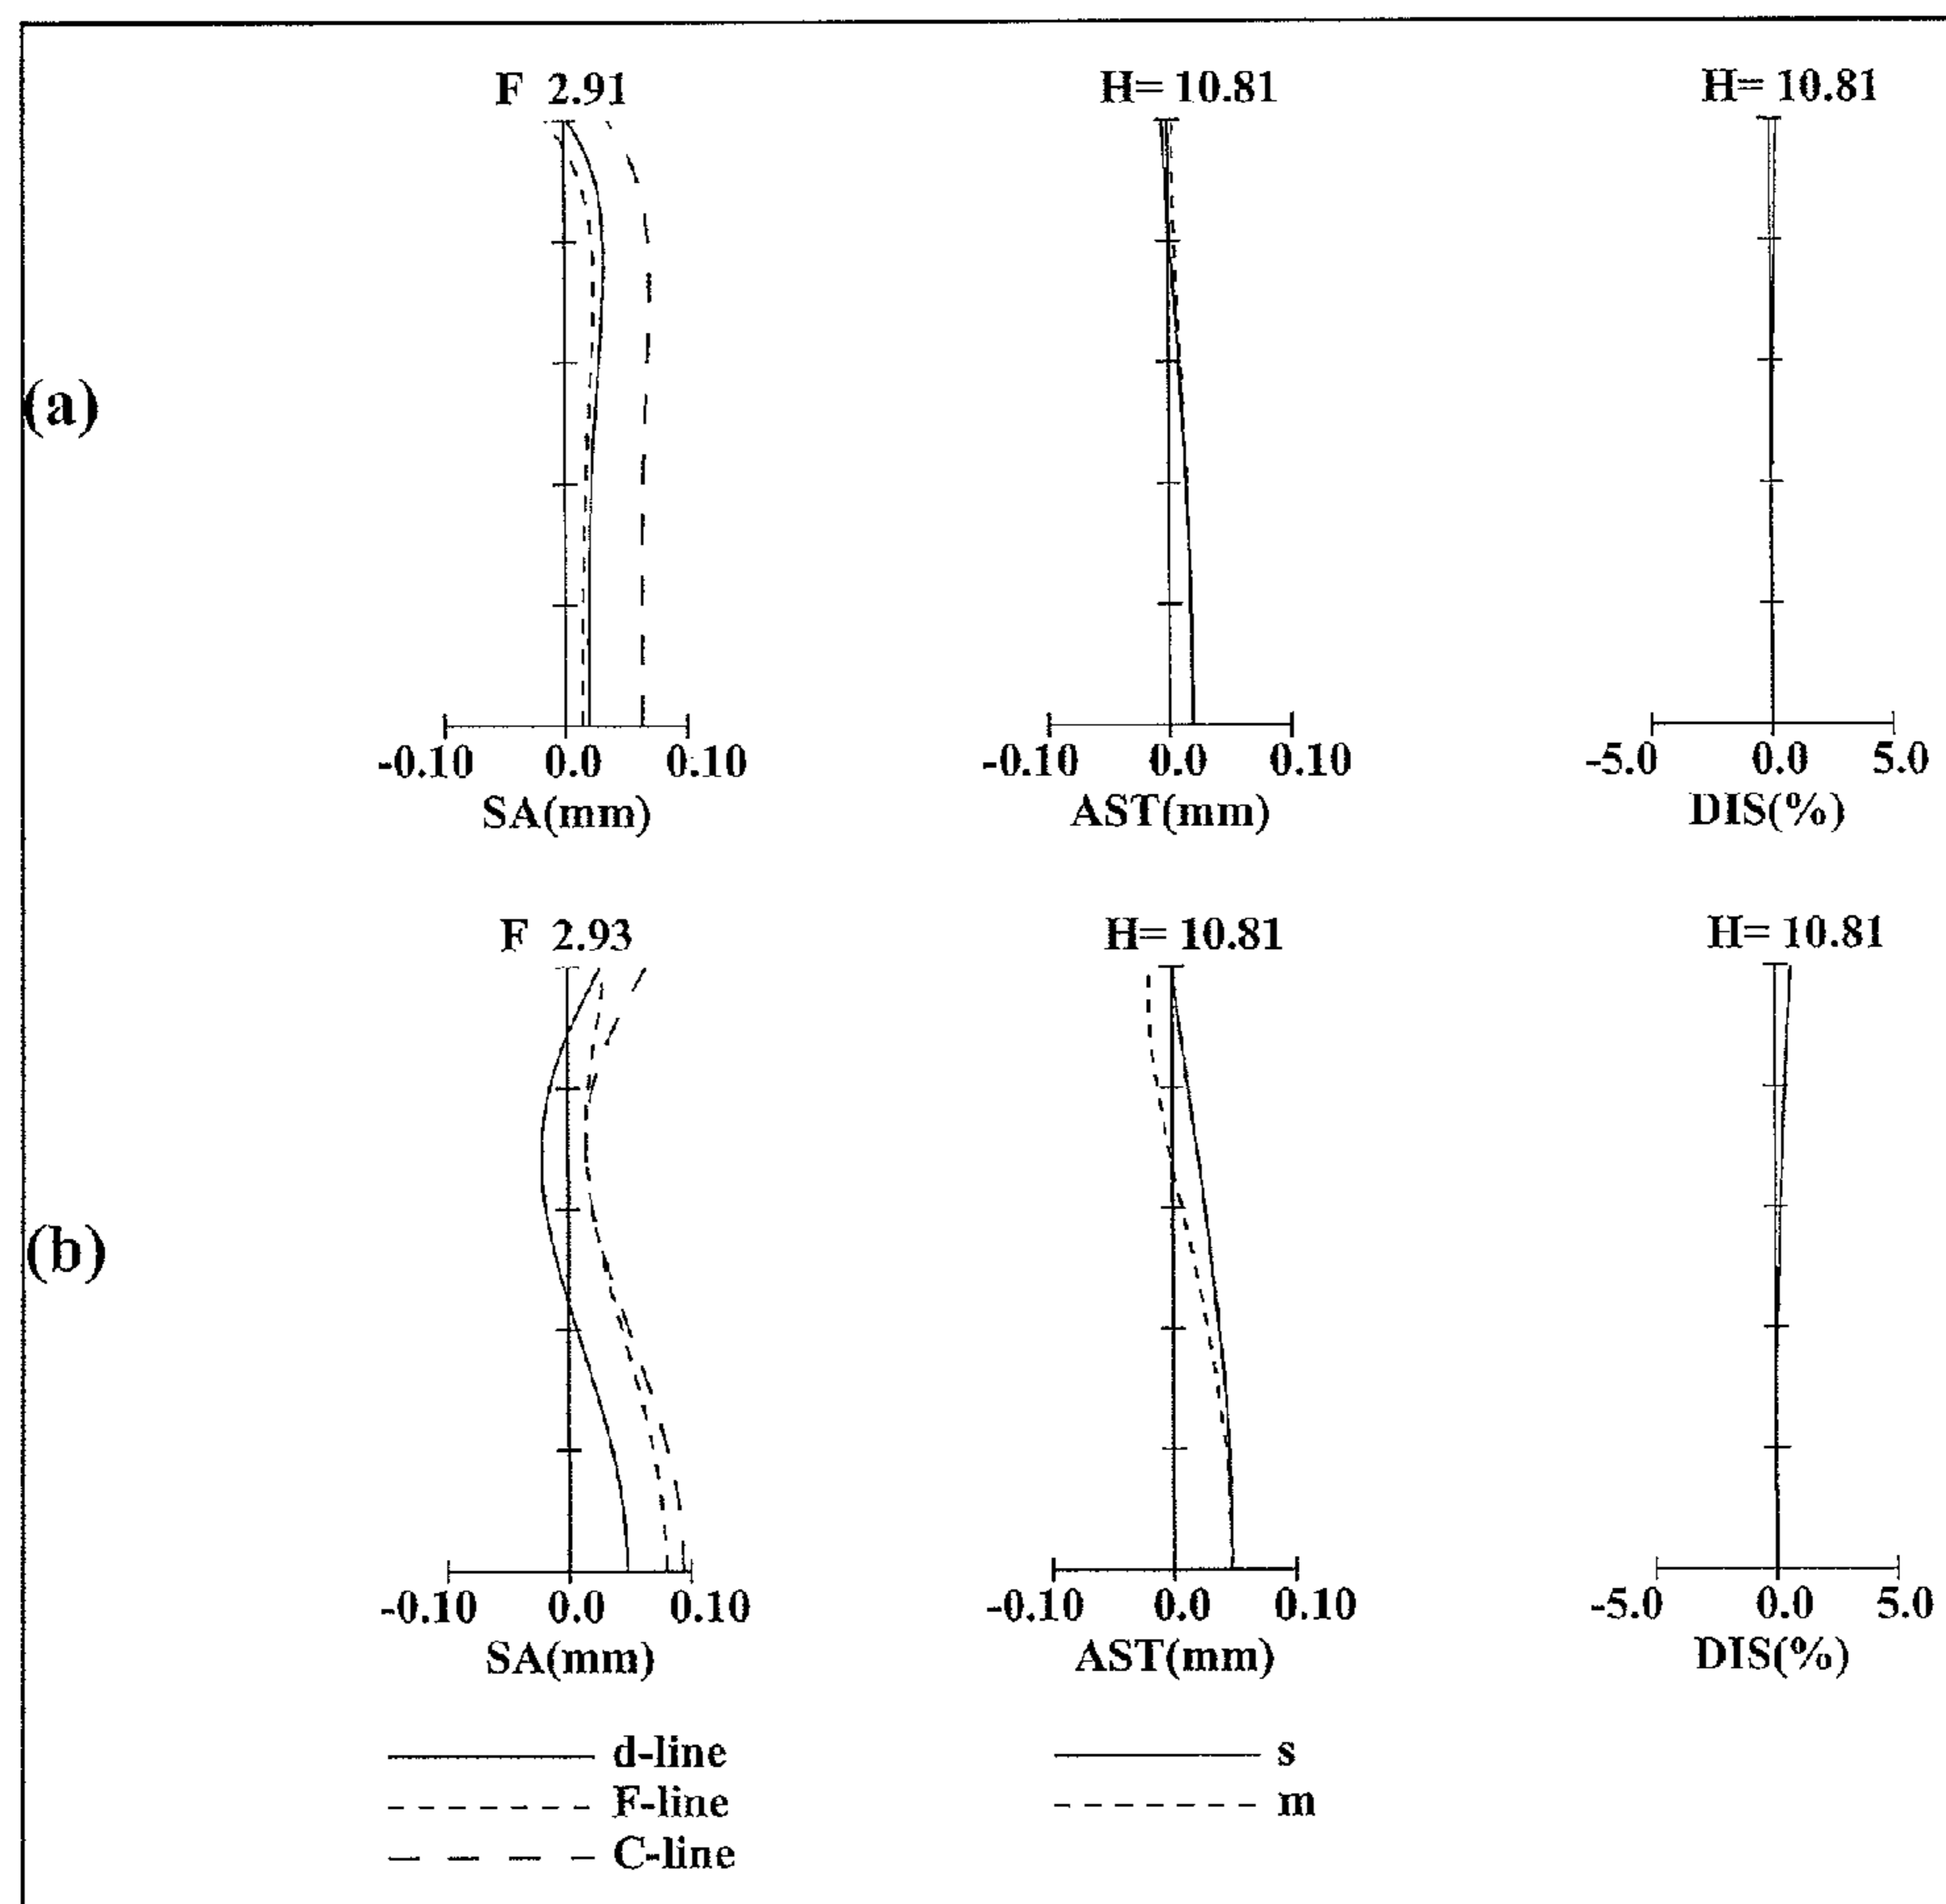 F 2.91
H= 10.81
H= 10.81
(a)
-0.10 0.0 0.10
SA(mm)
-0.10 0.0 0.10
AST(mm)
-5.0 0.0 5.0
DIS(%)
F 2.93
H= 10.81
H= 10.81
(b)
-0.10 0.0 0.10
SA(mm)
-0.10 0.0 0.10
AST(mm)
-5.0 0.0 5.0
DIS(%)
d-line
F-line
C-line
s
m